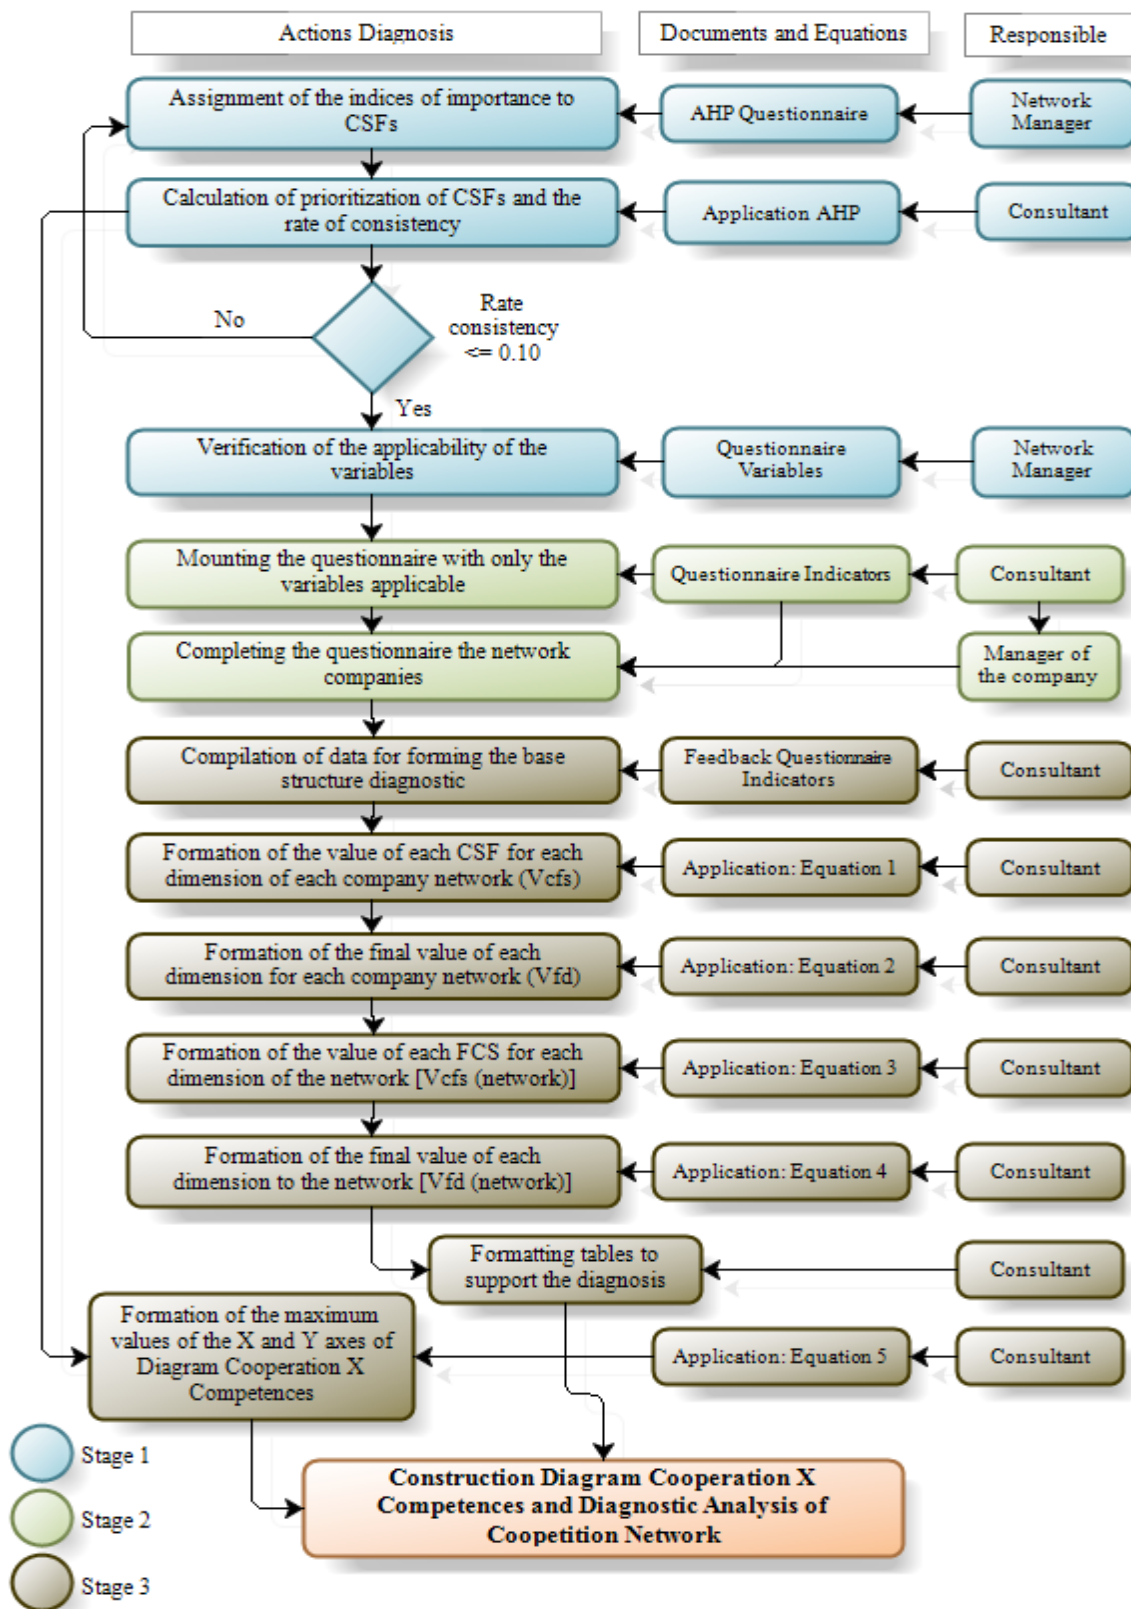 Actions Diagnosis
Documents and Equations
Responsible
Assignment of the indices of importance to
CSFs
AHP Questionnaire
Network
Manager
Calculation of prioritization of CSFs and the
rate of consistency
Application AHP
Consultant
No
Rate
consistency
<= 0.10
Yes
Verification of the applicability of the
variables
Questionnaire
Variables
Network
Manager
Mounting the questionnaire with only the
variables applicable
Questionnaire Indicators
Consultant
Completing the questionnaire the network
companies
Manager of
the company
Compilation of data for forming the base
structure diagnostic
Feedback Questionnaire
Indicators
Consultant
Formation of the value of each CSF for each
dimension of each company network (Vcfs)
Application: Equation 1
Consultant
Formation of the final value of each
dimension for each company network (Vfd)
Application: Equation 2
Consultant
Formation of the value of each FCS for each
dimension of the network [Vcfs (network)]
Application: Equation 3
Consultant
Formation of the final value of each
dimension to the network [Vfd (network)]
Application: Equation 4
Consultant
Formatting tables to
support the diagnosis
Consultant
Formation of the maximum
values of the X and Y axes of
Diagram Cooperation X
Competences
Application: Equation 5
Consultant
Stage 1
Stage 2
Stage 3
Construction Diagram Cooperation X
Competences and Diagnostic Analysis of
Coopetition Network